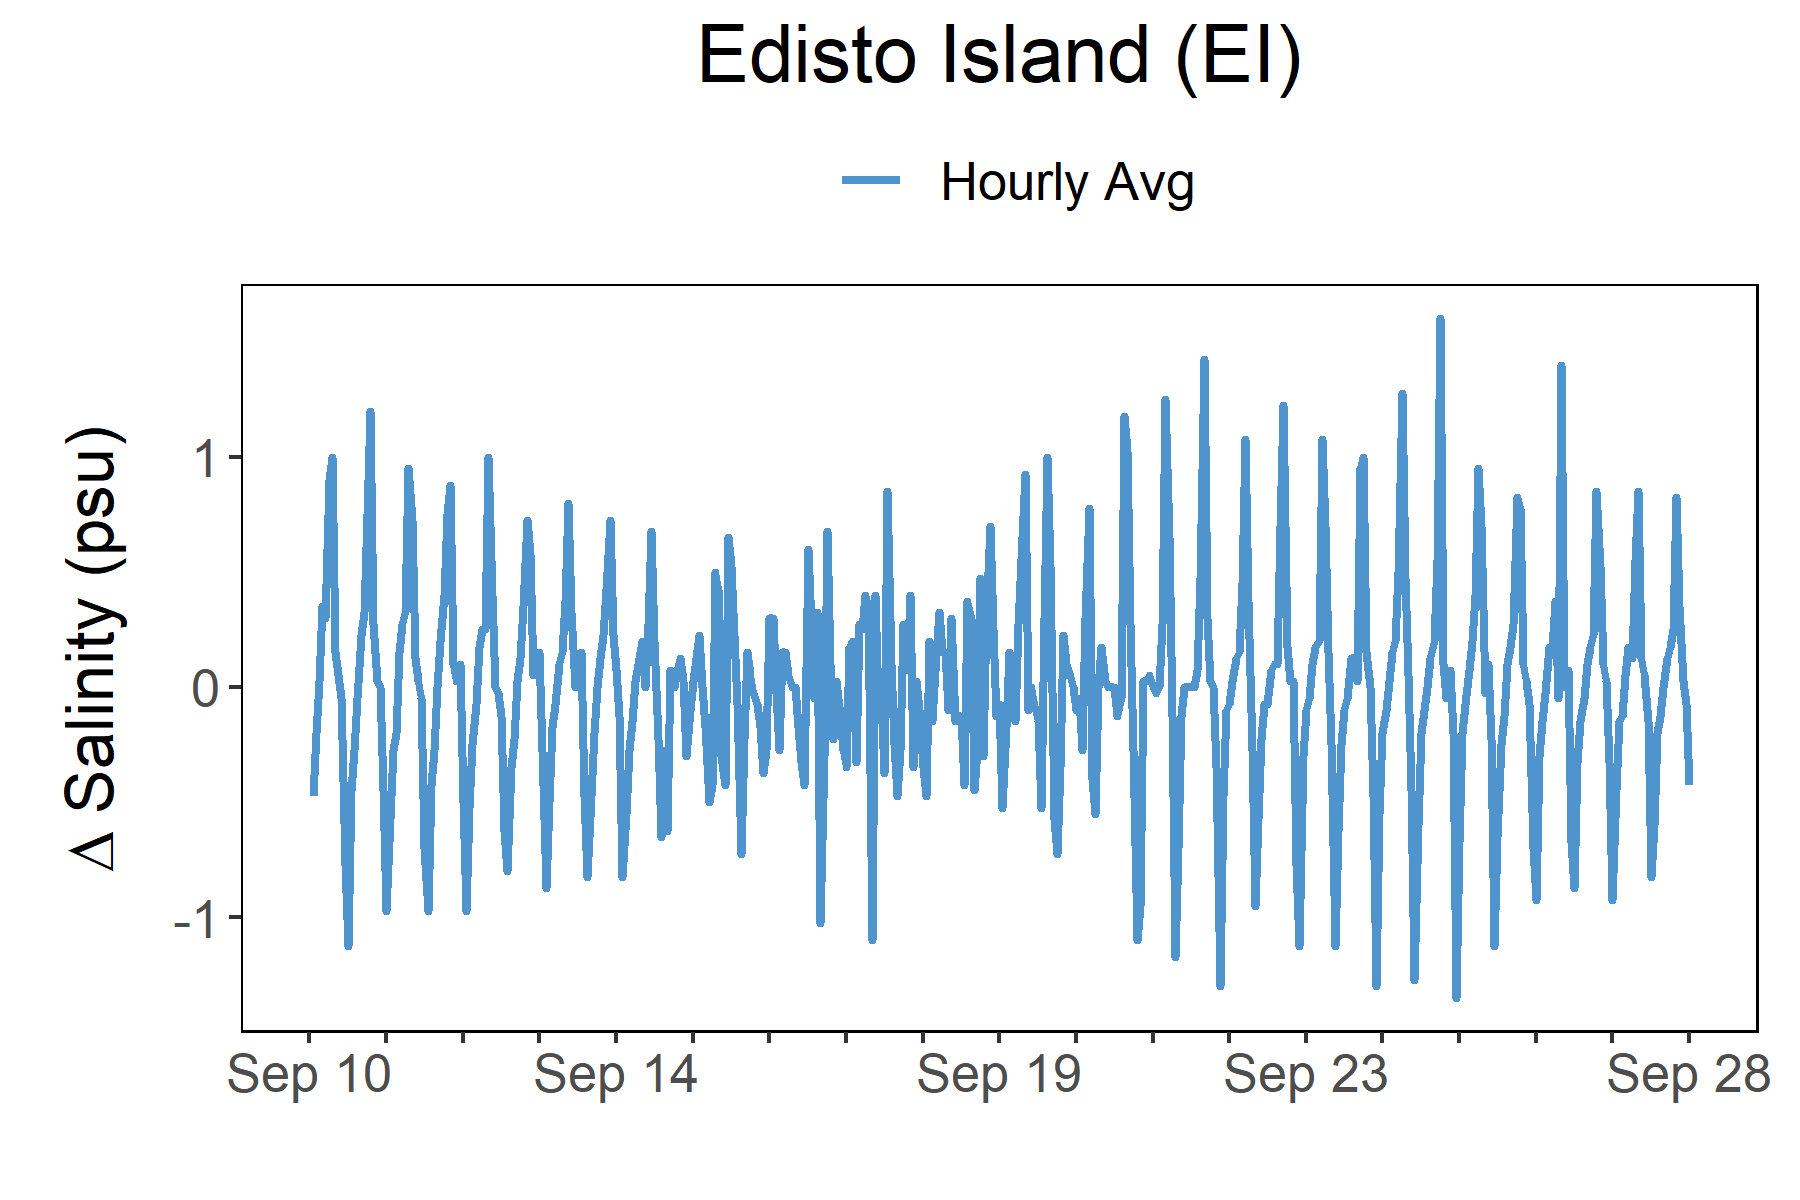 Edisto Island (EI)
Hourly Avg
Δ Salinity (psu)
1
0
-1
Sep 10 Sep 14 Sep 19 Sep 23 Sep 28